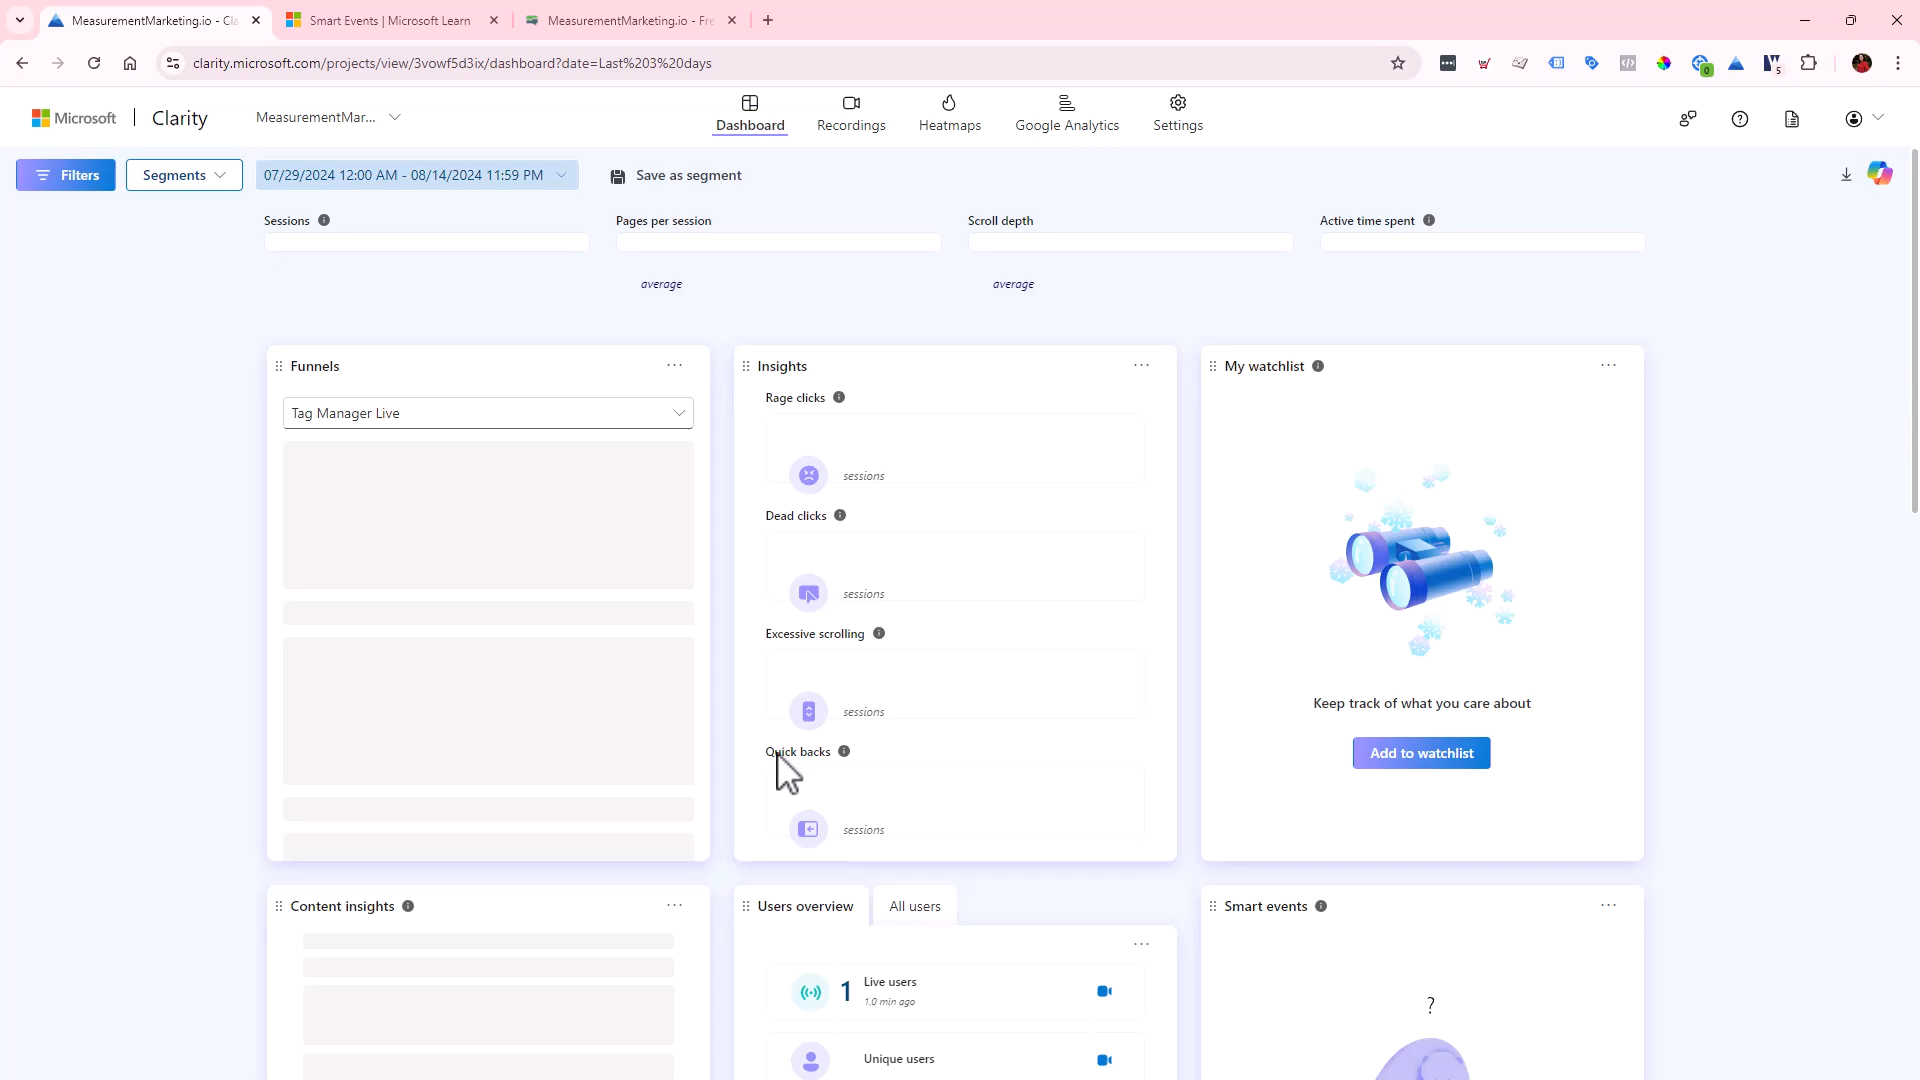 MeasurementMarketing.io - Cla
Smart Events | Microsoft Learn
MeasurementMarketing.io - Fre
clarity.microsoft.com/projects/view/3vowf5d3ix/dashboard?date=Last%203%20days
0
5
Microsoft | Clarity
MeasurementMar...
Dashboard
Recordings
Heatmaps
Google Analytics
Settings
Filters
Segments
07/29/2024 12:00 AM - 08/14/2024 11:59 PM
Save as segment
Sessions
Pages per session
Scroll depth
Active time spent
average
average
Funnels
Tag Manager Live
Insights
Rage clicks
sessions
Dead clicks
sessions
Excessive scrolling
sessions
Quick backs
sessions
My watchlist
Keep track of what you care about
Add to watchlist
Content insights
Users overview
All users
1
Live users
1.0 min ago
Unique users
Smart events
?